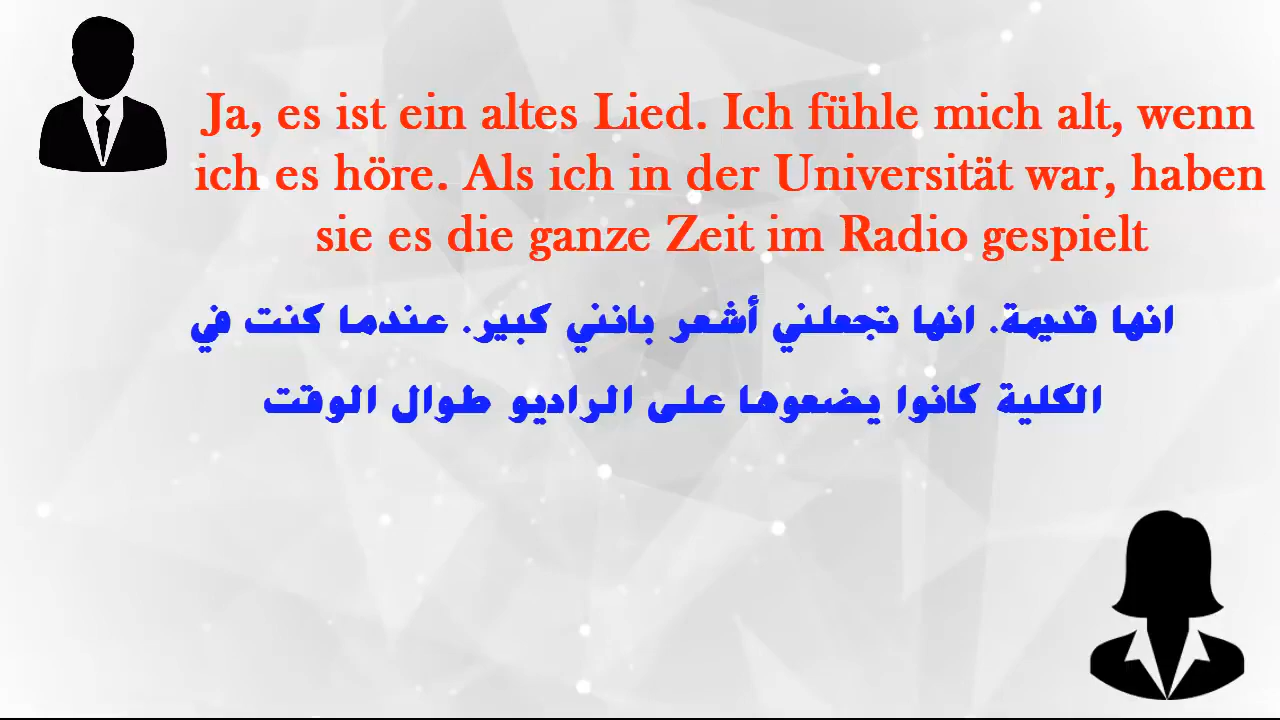 Ja, es ist ein altes Lied. Ich fühle mich alt, wenn
ich es höre. Als ich in der Universität war, haben
sie es die ganze Zeit im Radio gespielt
انها قديمة. انها تجعلني أشعر بانني كبير. عندما كنت في
الكلية كانوا يضعوها على الراديو طوال الوقت